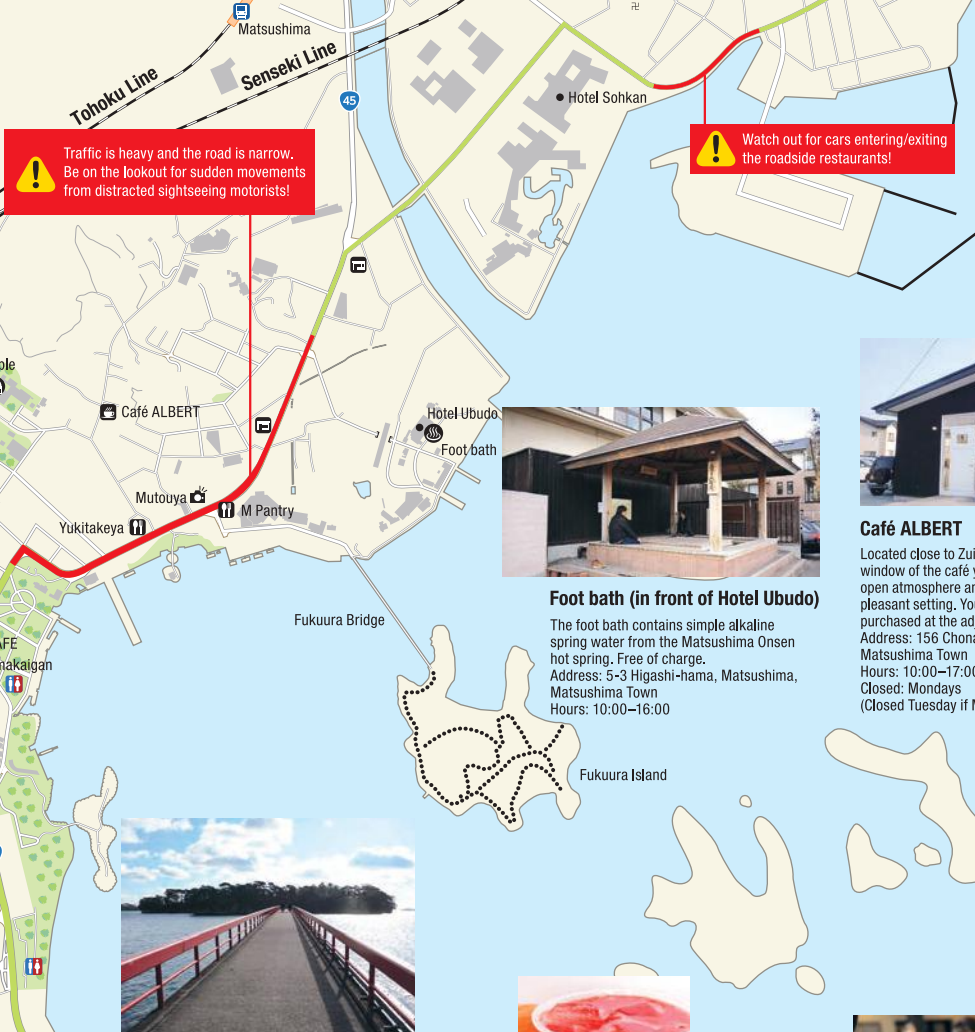 Matsushima
Tohoku Line
Senseki Line
45
Hotel Sohkan
卍
Traffic is heavy and the road is narrow.
Be on the lookout for sudden movements
from distracted sightseeing motorists!
Watch out for cars entering/exiting
the roadside restaurants!
ple
Café ALBERT
Hotel Ubudo
Foot bath
Mutouya
M Pantry
Yukitakeya
Fukuura Bridge
AFE
makaigan
Fukuura Island
Foot bath (in front of Hotel Ubudo)
The foot bath contains simple alkaline
spring water from the Matsushima Onsen
hot spring. Free of charge.
Address: 5-3 Higashi-hama, Matsushima,
Matsushima Town
Hours: 10:00–16:00
Café ALBERT
Located close to Zui
window of the café y
open atmosphere an
pleasant setting. You
purchased at the adj
Address: 156 Chona
Matsushima Town
Hours: 10:00–17:00
Closed: Mondays
(Closed Tuesday if M